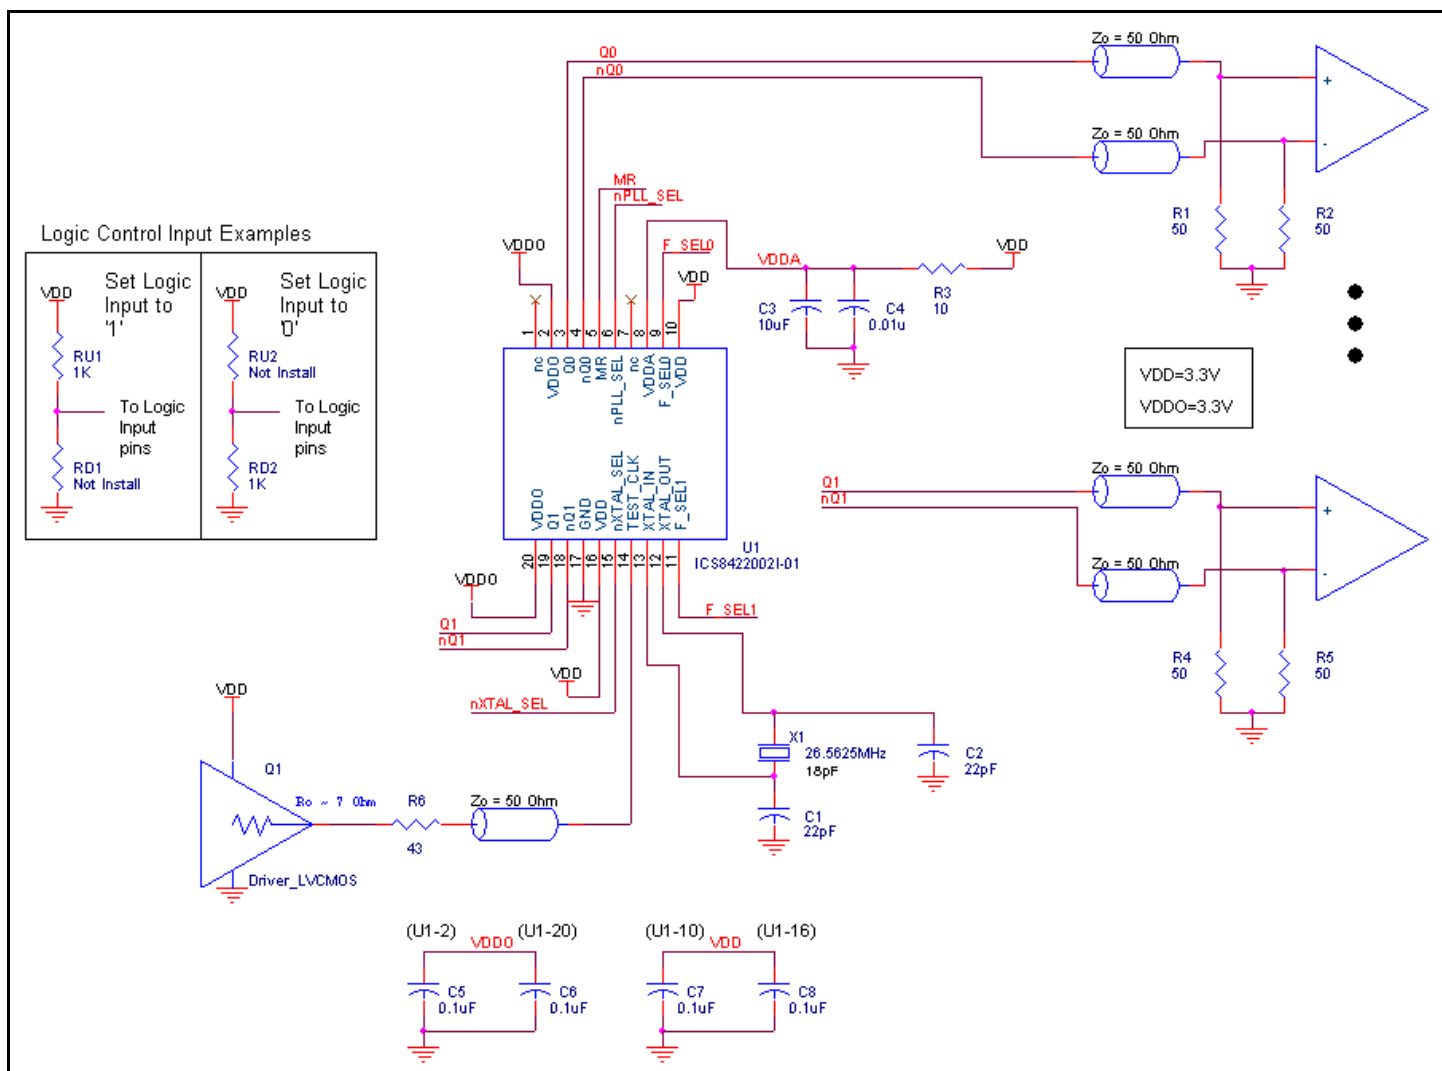 Zo = 50 Ohm
Q0
nQ0
+
Zo = 50 Ohm
-
MR
nPLL_SEL
R1
50
R2
50
Logic Control Input Examples
VDDO
F_SEL0
VDDA
VDD
VDD
R3
10
C3
10uF
C4
0.01u
VDD
Set Logic
Input to
'1'
RU1
1K
To Logic
Input
pins
RD1
Not Install
VDD
Set Logic
Input to
'0'
RU2
Not Install
To Logic
Input
pins
RD2
1K
1
2
3
4
5
6
7
8
9
10
nc
VDDO
Q0
nQ0
MR
nPLL_SEL
nc
VDDA
F_SEL0
VDD
VDD=3.3V
VDDO=3.3V
VDDO
Q1
nQ1
GND
VDD
nXTAL_SEL
TEST_CLK
XTAL_IN
XTAL_OUT
F_SEL1
20
19
18
17
16
15
14
13
12
11
U1
ICS8422002I-01
Zo = 50 Ohm
Q1
nQ1
+
Zo = 50 Ohm
-
R4
50
R5
50
VDDO
F_SEL1
Q1
nQ1
VDD
nXTAL_SEL
X1
26.5625MHz
18pF
C2
22pF
C1
22pF
VDD
Q1
Ro ~ 7 Ohm
R6
43
Zo = 50 Ohm
Driver_LVCMOS
(U1-2)
VDDO
(U1-20)
C5
0.1uF
C6
0.1uF
(U1-10)
VDD
(U1-16)
C7
0.1uF
C8
0.1uF